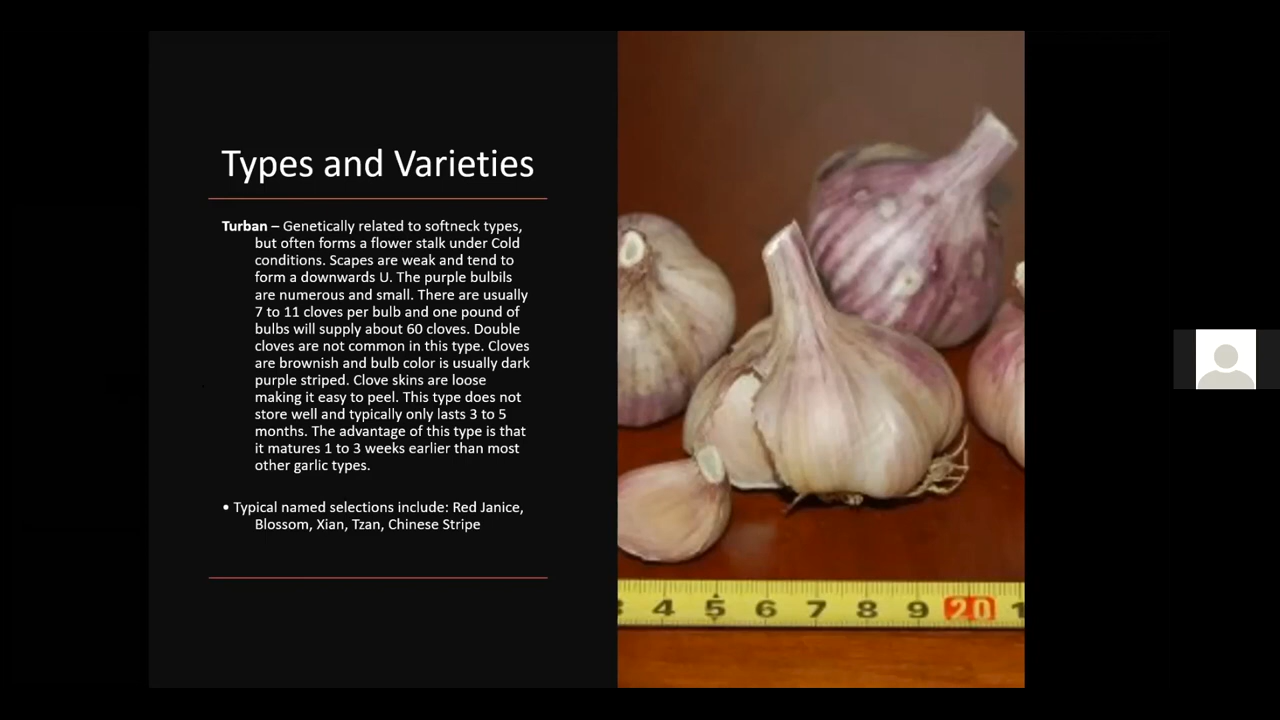 Types and Varieties
Turban – Genetically related to softneck types,
but often forms a flower stalk under Cold
conditions. Scapes are weak and tend to
form a downwards U. The purple bulbils
are numerous and small. There are usually
7 to 11 cloves per bulb and one pound of
bulbs will supply about 60 cloves. Double
cloves are not common in this type. Cloves
are brownish and bulb color is usually dark
purple striped. Clove skins are loose
making it easy to peel. This type does not
store well and typically only lasts 3 to 5
months. The advantage of this type is that
it matures 1 to 3 weeks earlier than most
other garlic types.
• Typical named selections include: Red Janice,
Blossom, Xian, Tzan, Chinese Stripe
3 4 5 6 7 8 9 20 1